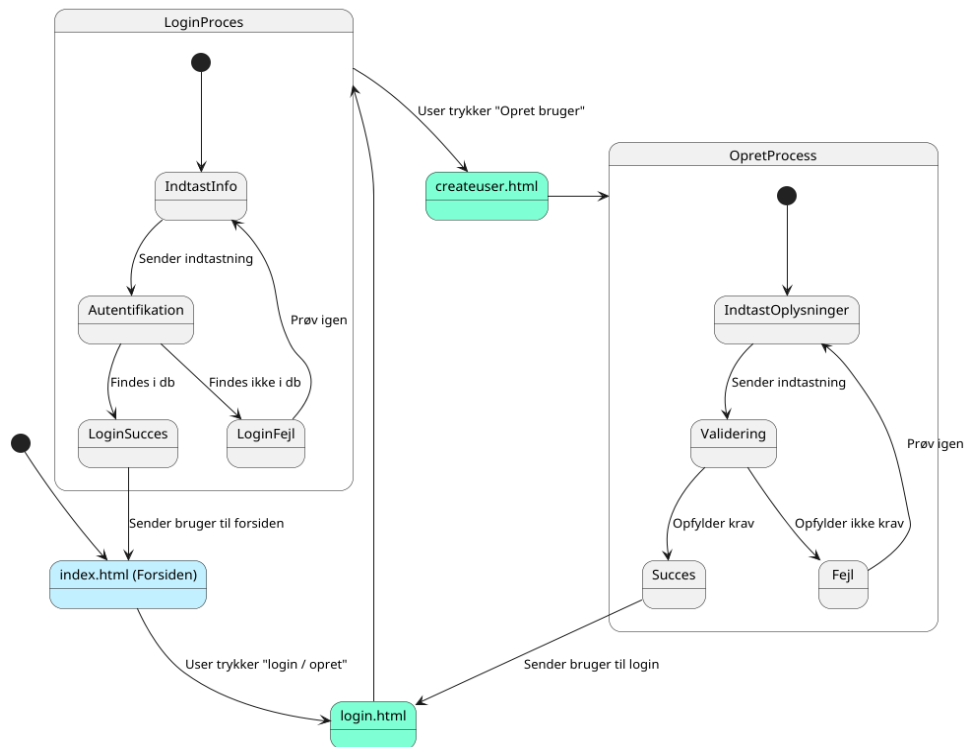 LoginProces
User trykker "Opret bruger"
OpretProcess
IndtastInfo
createuser.html
Sender indtastning
Autentifikation
IndtastOplysninger
Prøv igen
Findes i db
Findes ikke i db
Sender indtastning
LoginSucces
LoginFejl
Validering
Prøv igen
Sender bruger til forsiden
Opfylder krav
Opfylder ikke krav
index.html (Forsiden)
Succes
Fejl
User trykker "login / opret"
Sender bruger til login
login.html